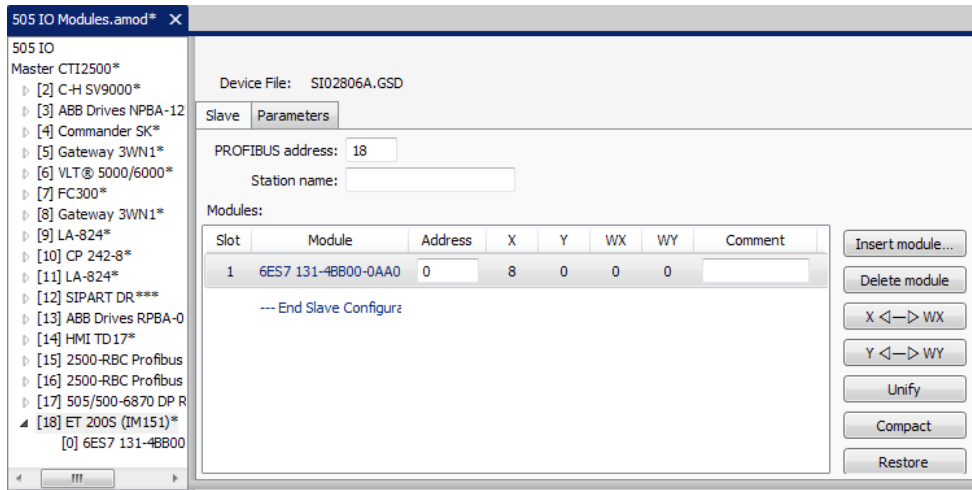 505 IO Modules.amod* ✕
505 IO
Master CTI2500*
[2] C-H SV9000*
[3] ABB Drives NPBA-12
[4] Commander SK*
[5] Gateway 3WN1*
[6] VLT® 5000/6000*
[7] FC300*
[8] Gateway 3WN1*
[9] LA-824*
[10] CP 242-8*
[11] LA-824*
[12] SIPART DR***
[13] ABB Drives RPBA-0
[14] HMI TD17*
[15] 2500-RBC Profibus
[16] 2500-RBC Profibus
[17] 505/500-6870 DP R
[18] ET 200S (IM151)*
[0] 6ES7 131-4BB00
Device File: SI02806A.GSD
Slave Parameters
PROFIBUS address: 18
Station name:
Modules:
Slot Module Address X Y WX WY Comment
1 6ES7 131-4BB00-0AA0 0 8 0 0 0
--- End Slave Configura
Insert module...
Delete module
X <—> WX
Y <—> WY
Unify
Compact
Restore